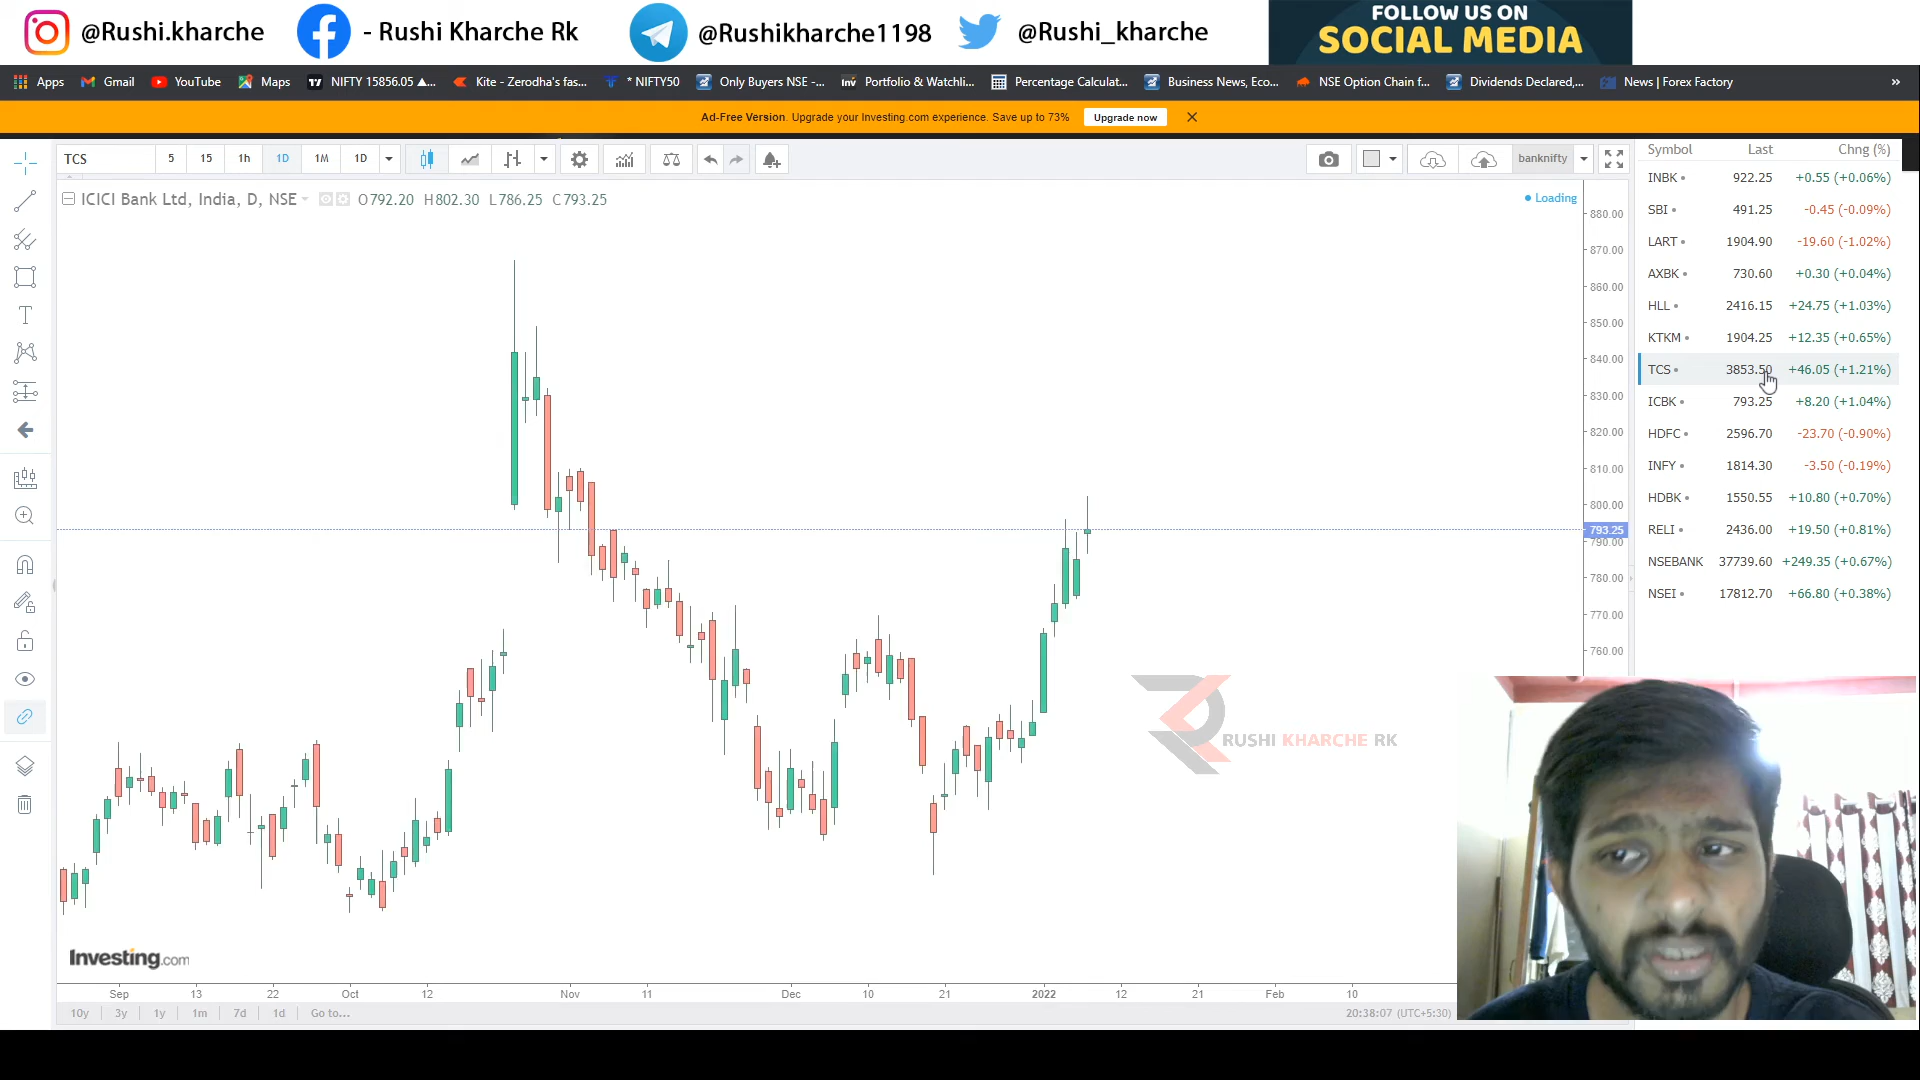 @Rushi.kharche
- Rushi Kharche Rk
@Rushikharche1198
@Rushi_kharche
FOLLOW US ON
SOCIAL MEDIA
Apps Gmail YouTube Maps NIFTY 15856.05 ▲... Kite - Zerodha's fas... * NIFTY50 Only Buyers NSE -... Inv Portfolio & Watchli... Percentage Calculat... Business News, Eco... NSE Option Chain f... Dividends Declared,... News | Forex Factory »
Ad-Free Version. Upgrade your Investing.com experience. Save up to 73% Upgrade now
TCS 5 15 1h 1D 1M 1D banknifty
ICICI Bank Ltd, India, D, NSE O792.20 H802.30 L786.25 C793.25
Loading
880.00
870.00
860.00
850.00
840.00
830.00
820.00
810.00
800.00
793.25
790.00
780.00
770.00
760.00
Symbol Last Chng (%)
INBK 922.25 +0.55 (+0.06%)
SBI 491.25 -0.45 (-0.09%)
LART 1904.90 -19.60 (-1.02%)
AXBK 730.60 +0.30 (+0.04%)
HLL 2416.15 +24.75 (+1.03%)
KTKM 1904.25 +12.35 (+0.65%)
TCS 3853.50 +46.05 (+1.21%)
ICBK 793.25 +8.20 (+1.04%)
HDFC 2596.70 -23.70 (-0.90%)
INFY 1814.30 -3.50 (-0.19%)
HDBK 1550.55 +10.80 (+0.70%)
RELI 2436.00 +19.50 (+0.81%)
NSEBANK 37739.60 +249.35 (+0.67%)
NSEI 17812.70 +66.80 (+0.38%)
RUSHI KHARCHE RK
Investing.com
Sep 13 22 Oct 12 Nov 11 Dec 10 21 2022 12 21 Feb 10
10y 3y 1y 1m 7d 1d Go to... 20:38:07 (UTC+5:30)